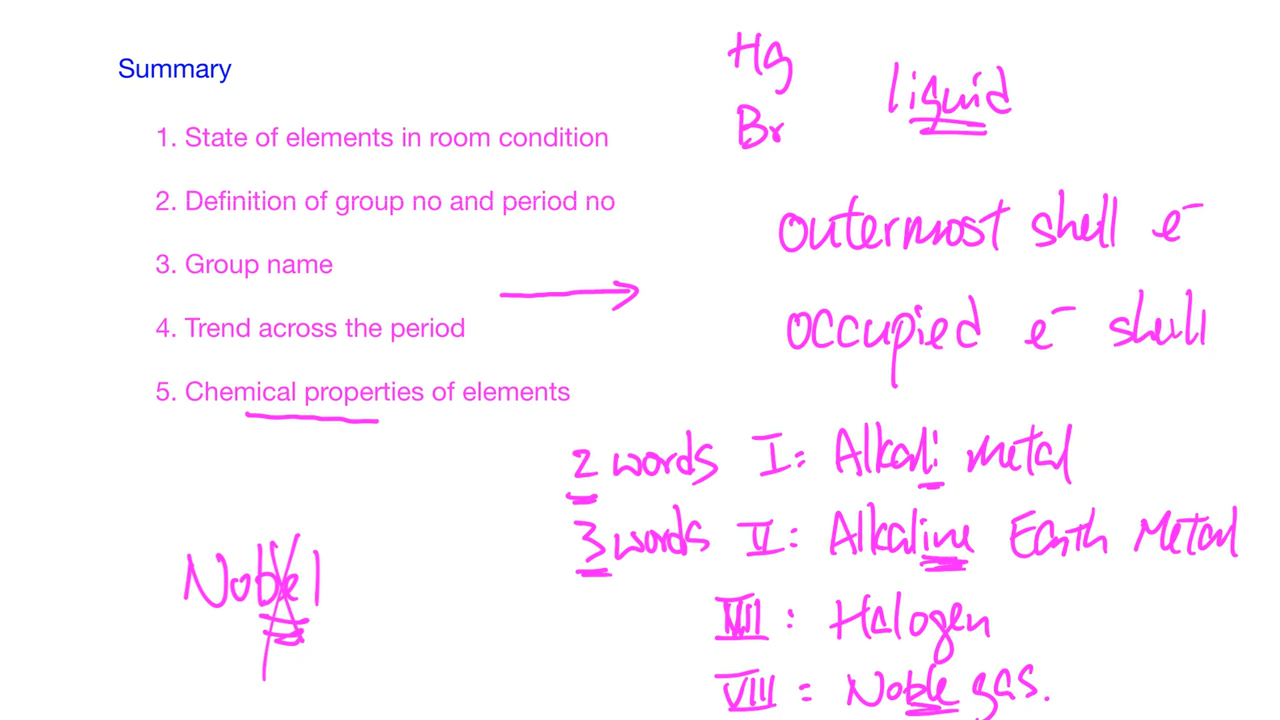 Summary
1. State of elements in room condition
2. Definition of group no and period no
3. Group name
4. Trend across the period
5. Chemical properties of elements
Hg
Br
liquid
outermost shell e⁻
occupied e⁻ shell
2 words I: Alkali Metal
3 words II: Alkaline Earth Metal
VII: Halogen
VIII = Noble gas.
Nobel